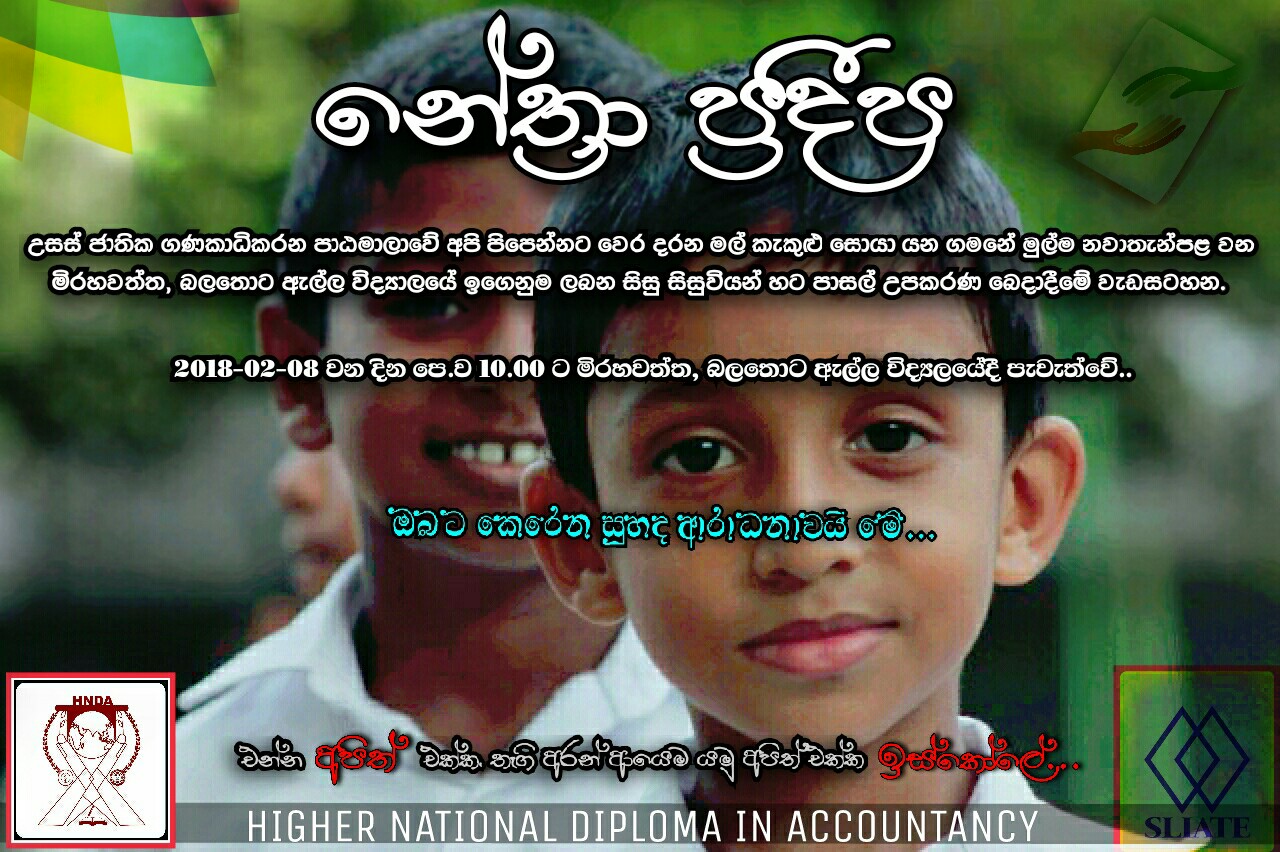 නේත්‍රා ප්‍රදීප්‍ර
උසස් ජාතික ගණකාධිකරන පාඨමාලාවේ අපි පිපෙන්නට වෙර දරන මල් කැකුළු සොයා යන ගමනේ මුල්ම නවාතැන්පළ වන
මිරහවත්ත, බලතොට ඇල්ල විද්‍යාලයේ ඉගෙනුම ලබන සිසු සිසුවියන් හට පාසල් උපකරණ බෙදාදීමේ වැඩසටහන.
2018-02-08 වන දින පෙ.ව 10.00 ට මිරහවත්ත, බලතොට ඇල්ල විද්‍යලයේදී පැවැත්වේ..
ඔබට කෙරෙන සුහද ආරාධනාවයි මේ...
එන්න අපිත් එක්ක තෑගි අරන් ආයෙම යමු අපිත් එක්ක ඉස්කෝලේ...
HNDA
HIGHER NATIONAL DIPLOMA IN ACCOUNTANCY
SLIATE